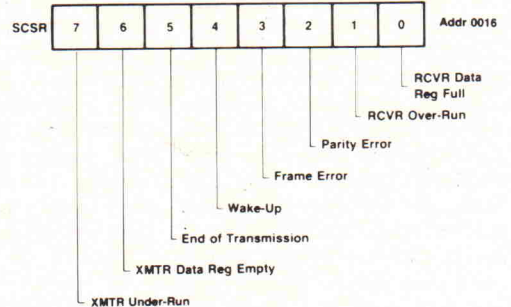 SCSR 7 6 5 4 3 2 1 0 Addr 0016
RCVR Data
Reg Full
RCVR Over-Run
Parity Error
Frame Error
Wake-Up
End of Transmission
XMTR Data Reg Empty
XMTR Under-Run